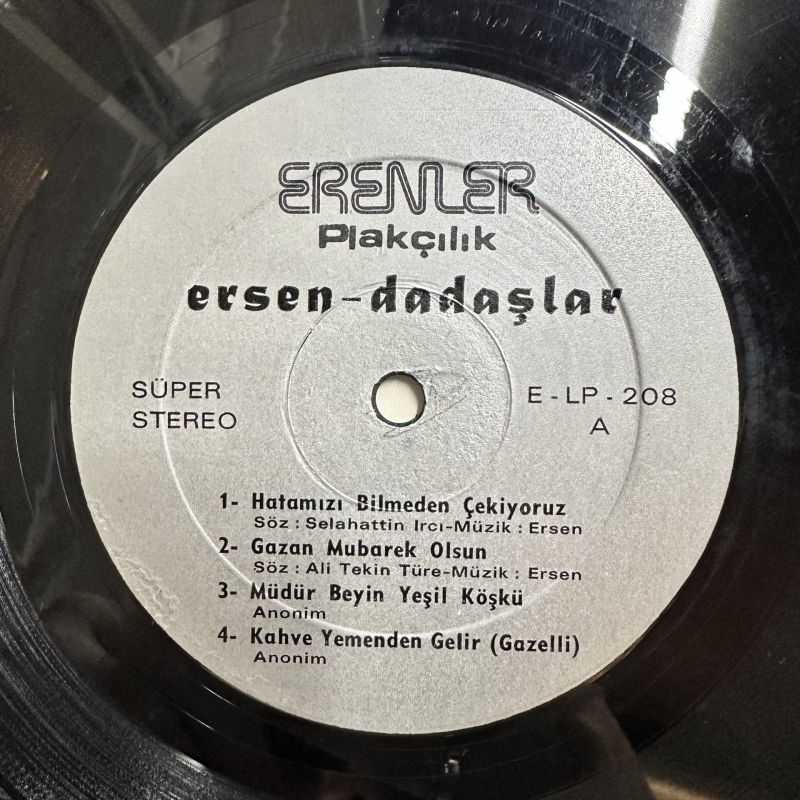 ERENLER
Plakçılık
ersen-dadaşlar
SÜPER
STEREO
E - LP - 208
A
1- Hatamızı Bilmeden Çekiyoruz
Söz : Selahattin Irci-Müzik : Ersen
2- Gazan Mubarek Olsun
Söz : Ali Tekin Türe-Müzik : Ersen
3- Müdür Beyin Yeşil Köşkü
Anonim
4- Kahve Yemenden Gelir (Gazelli)
Anonim